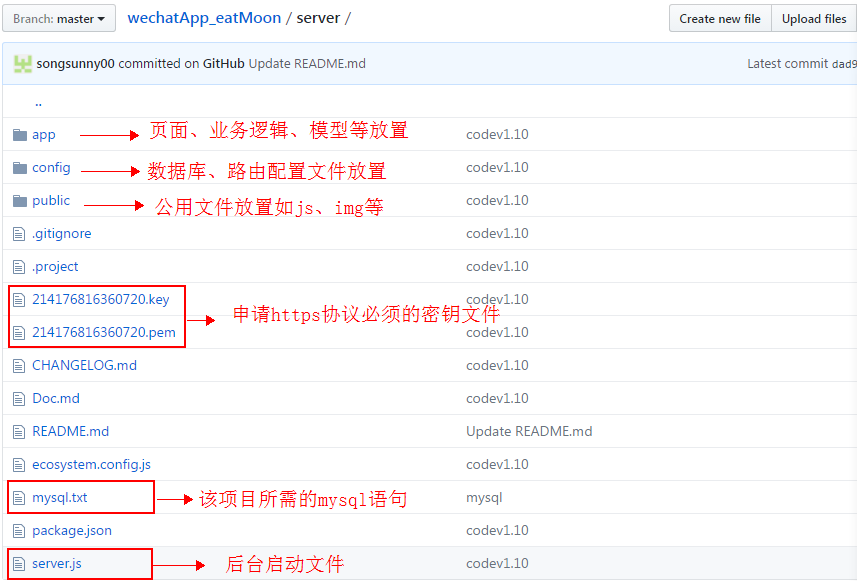 Branch: master wechatApp_eatMoon / server / Create new file Upload files
songsunny00 committed on GitHub Update README.md Latest commit dad9
..
app 页面、业务逻辑、模型等放置 codev1.10
config 数据库、路由配置文件放置 codev1.10
public 公用文件放置如js、img等 codev1.10
.gitignore codev1.10
.project codev1.10
214176816360720.key codev1.10
申请https协议必须的密钥文件
214176816360720.pem codev1.10
CHANGELOG.md codev1.10
Doc.md codev1.10
README.md Update README.md
ecosystem.config.js codev1.10
mysql.txt 该项目所需的mysql语句 mysql
package.json codev1.10
server.js 后台启动文件 codev1.10